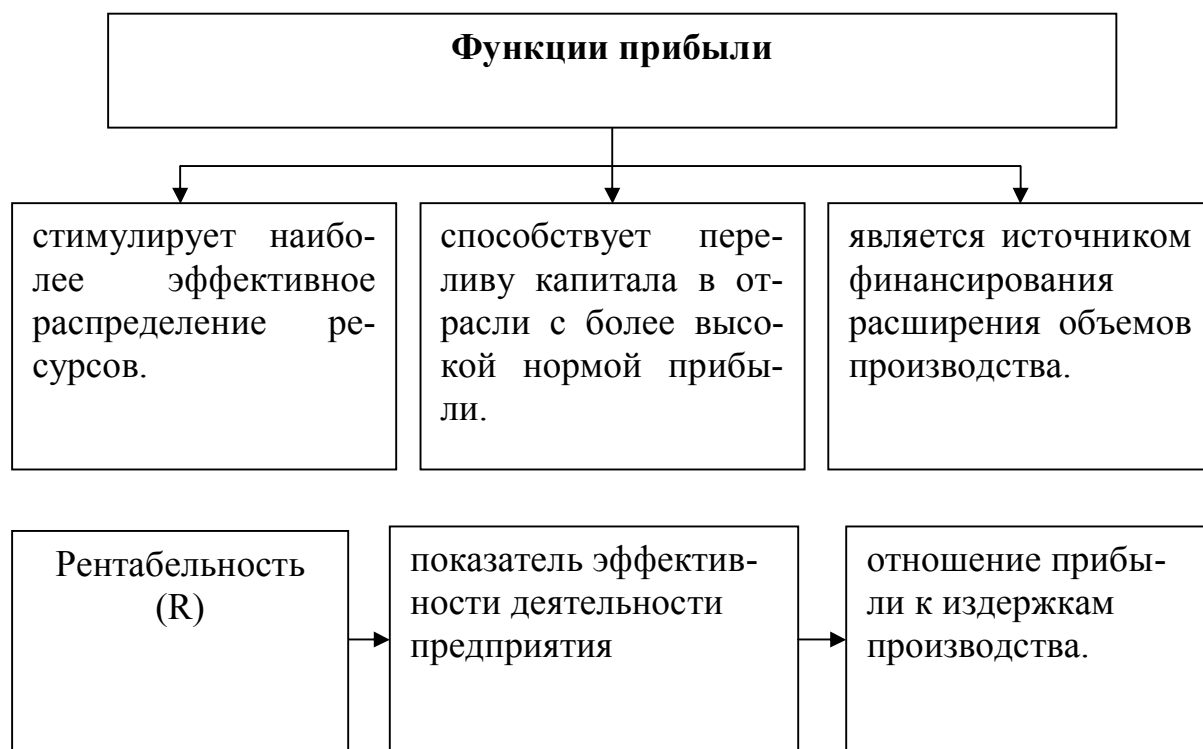 Функции прибыли
стимулирует наибо-
лее эффективное
распределение ре-
сурсов.
способствует пере-
ливу капитала в от-
расли с более высо-
кой нормой прибы-
ли.
является источником
финансирования
расширения объемов
производства.
Рентабельность
(R)
показатель эффектив-
ности деятельности
предприятия
отношение прибы-
ли к издержкам
производства.